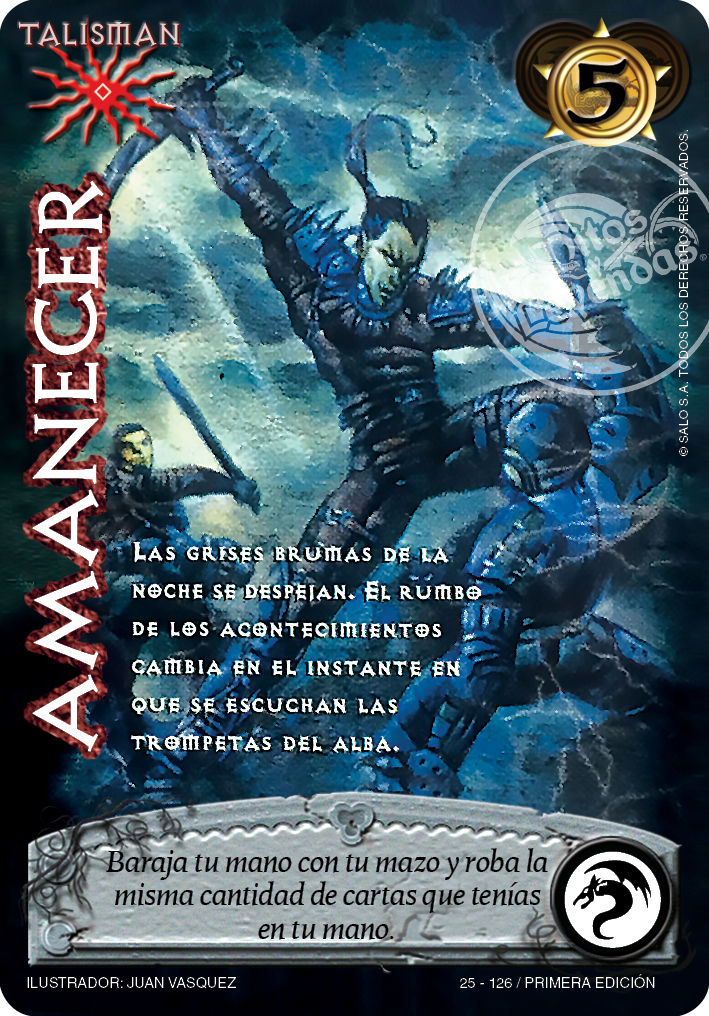 TALISMAN
5
AMANECER
Mitos
y Leyendas
®
© SALO S.A. TODOS LOS DERECHOS RESERVADOS.
LAS GRISES BRUMAS DE LA
NOCHE SE DESPEJAN. EL RUMBO
DE LOS ACONTECIMIENTOS
CAMBIA EN EL INSTANTE EN
QUE SE ESCUCHAN LAS
TROMPETAS DEL ALBA.
Baraja tu mano con tu mazo y roba la
misma cantidad de cartas que tenías
en tu mano.
ILUSTRADOR: JUAN VASQUEZ
25 - 126 / PRIMERA EDICIÓN